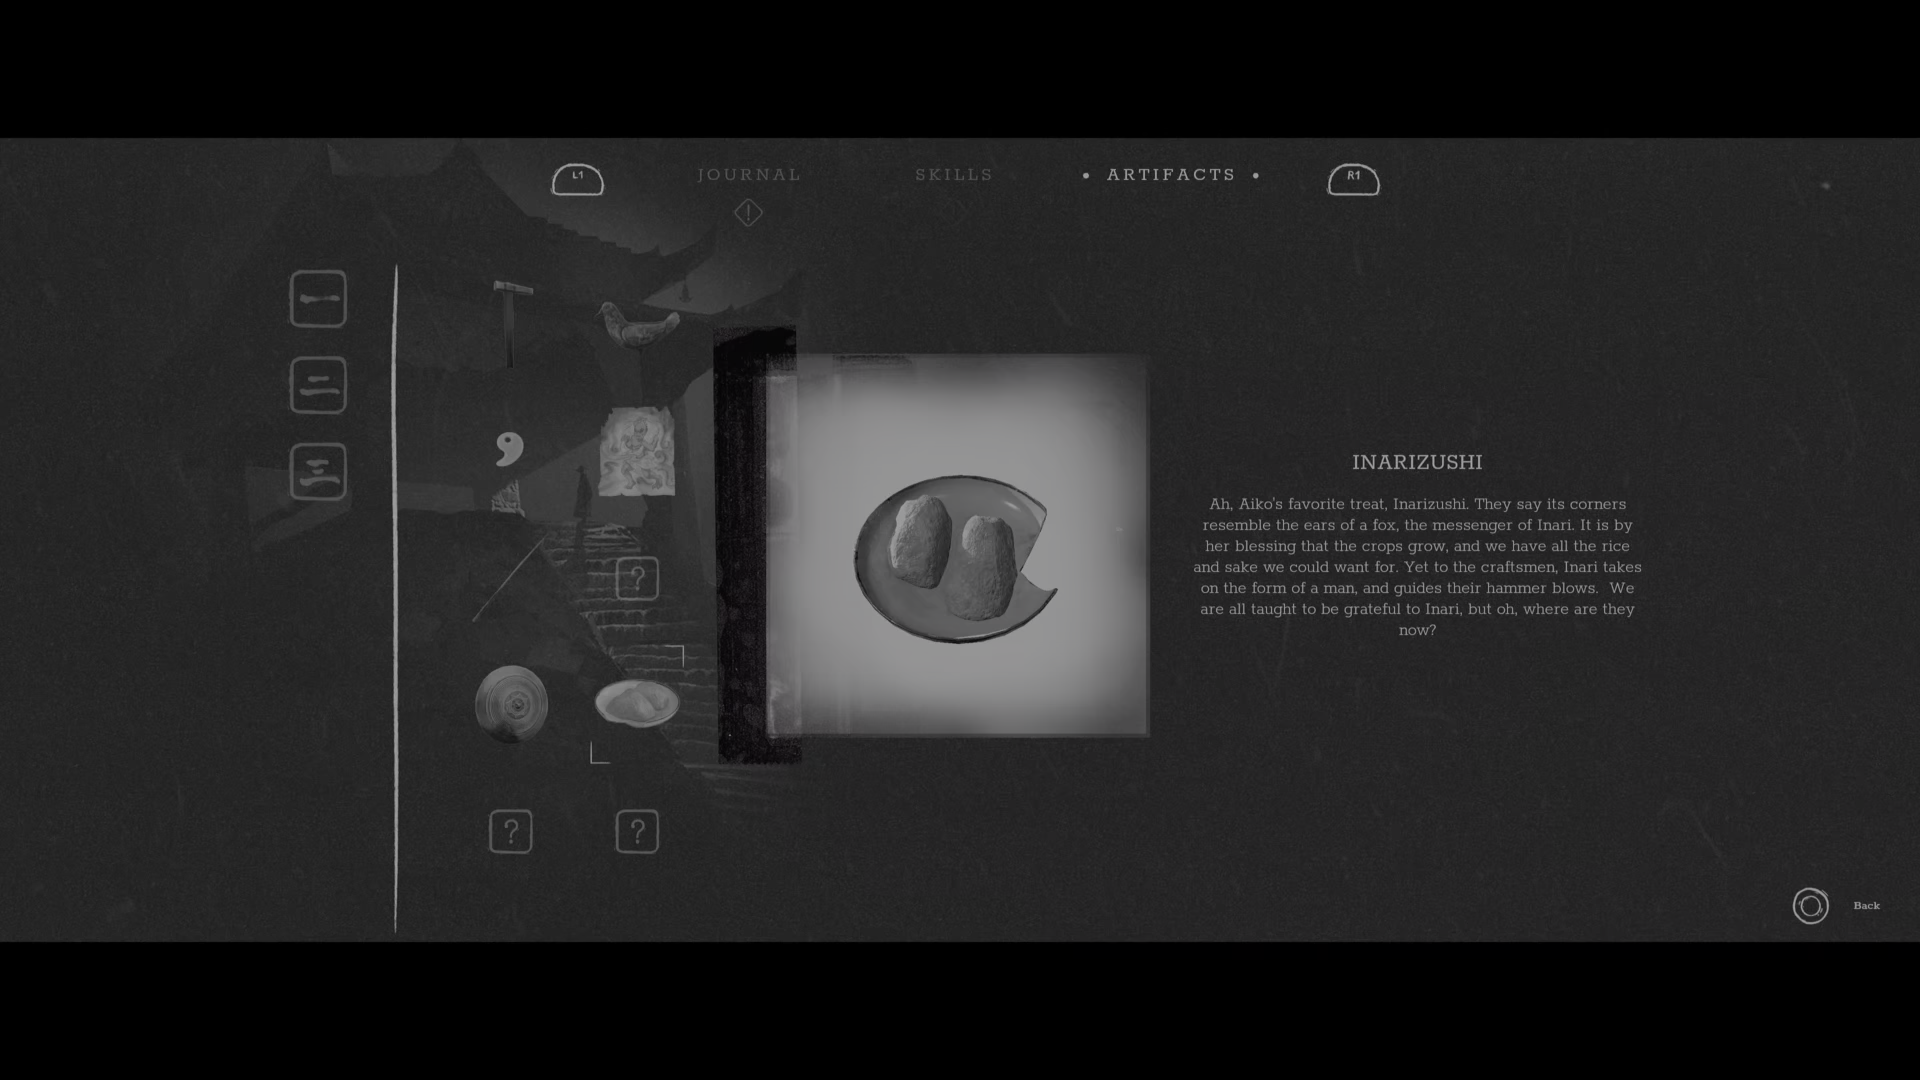 L1
JOURNAL
SKILLS
• ARTIFACTS •
R1
!
一
二
三
?
?
?
INARIZUSHI
Ah, Aiko's favorite treat, Inarizushi. They say its corners
resemble the ears of a fox, the messenger of Inari. It is by
her blessing that the crops grow, and we have all the rice
and sake we could want for. Yet to the craftsmen, Inari takes
on the form of a man, and guides their hammer blows.  We
are all taught to be grateful to Inari, but oh, where are they
now?
Back